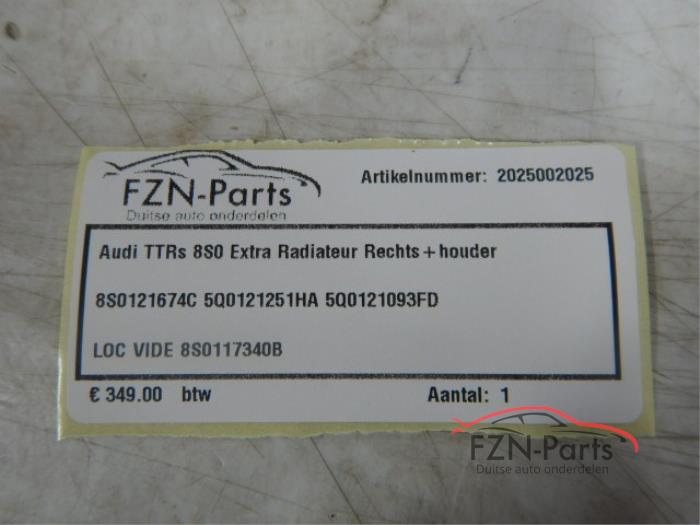 FZN-Parts
Duitse auto onderdelen
Artikelnummer: 2025002025
Audi TTRs 8S0 Extra Radiateur Rechts+houder
8S0121674C 5Q0121251HA 5Q0121093FD
LOC VIDE 8S0117340B
€ 349.00 btw
Aantal: 1
FZN-Parts
Duitse auto onderdelen